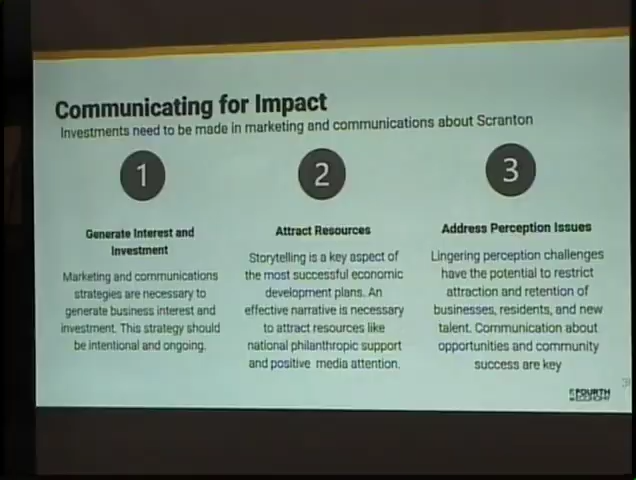 Communicating for Impact
Investments need to be made in marketing and communications about Scranton
1
2
3
Generate Interest and
Investment
Marketing and communications
strategies are necessary to
generate business interest and
investment. This strategy should
be intentional and ongoing.
Attract Resources
Storytelling is a key aspect of
the most successful economic
development plans. An
effective narrative is necessary
to attract resources like
national philanthropic support
and positive media attention.
Address Perception Issues
Lingering perception challenges
have the potential to restrict
attraction and retention of
businesses, residents, and new
talent. Communication about
opportunities and community
success are key
FOURTH
ECONOMY